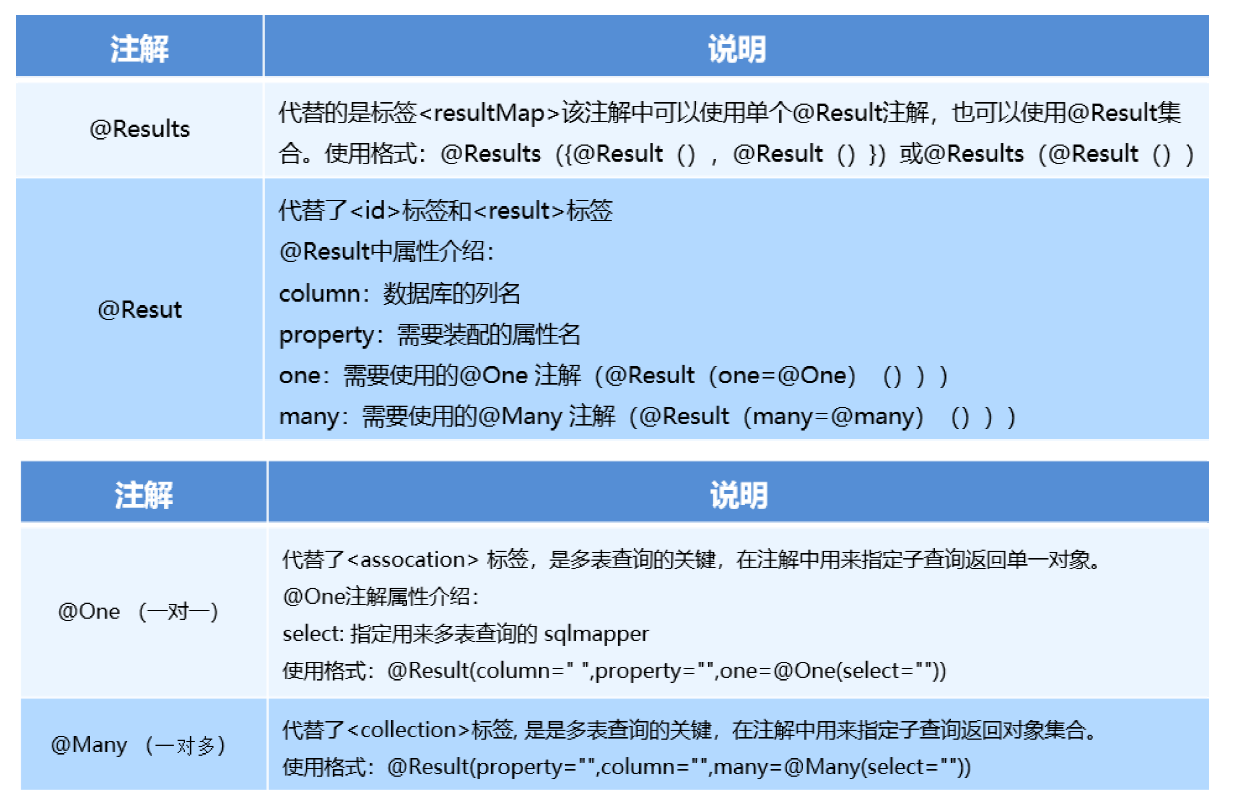 注解 说明
@Results
代替的是标签<resultMap>该注解中可以使用单个@Result注解，也可以使用@Result集
合。使用格式：@Results（{@Result（），@Result（）}）或@Results（@Result（））
@Resut
代替了<id>标签和<result>标签
@Result中属性介绍：
column：数据库的列名
property：需要装配的属性名
one：需要使用的@One 注解（@Result（one=@One）（）））
many：需要使用的@Many 注解（@Result（many=@many）（）））
注解 说明
@One （一对一）
代替了<assocation> 标签，是多表查询的关键，在注解中用来指定子查询返回单一对象。
@One注解属性介绍：
select: 指定用来多表查询的 sqlmapper
使用格式：@Result(column=" ",property="",one=@One(select=""))
@Many （一对多）
代替了<collection>标签, 是是多表查询的关键，在注解中用来指定子查询返回对象集合。
使用格式：@Result(property="",column="",many=@Many(select=""))